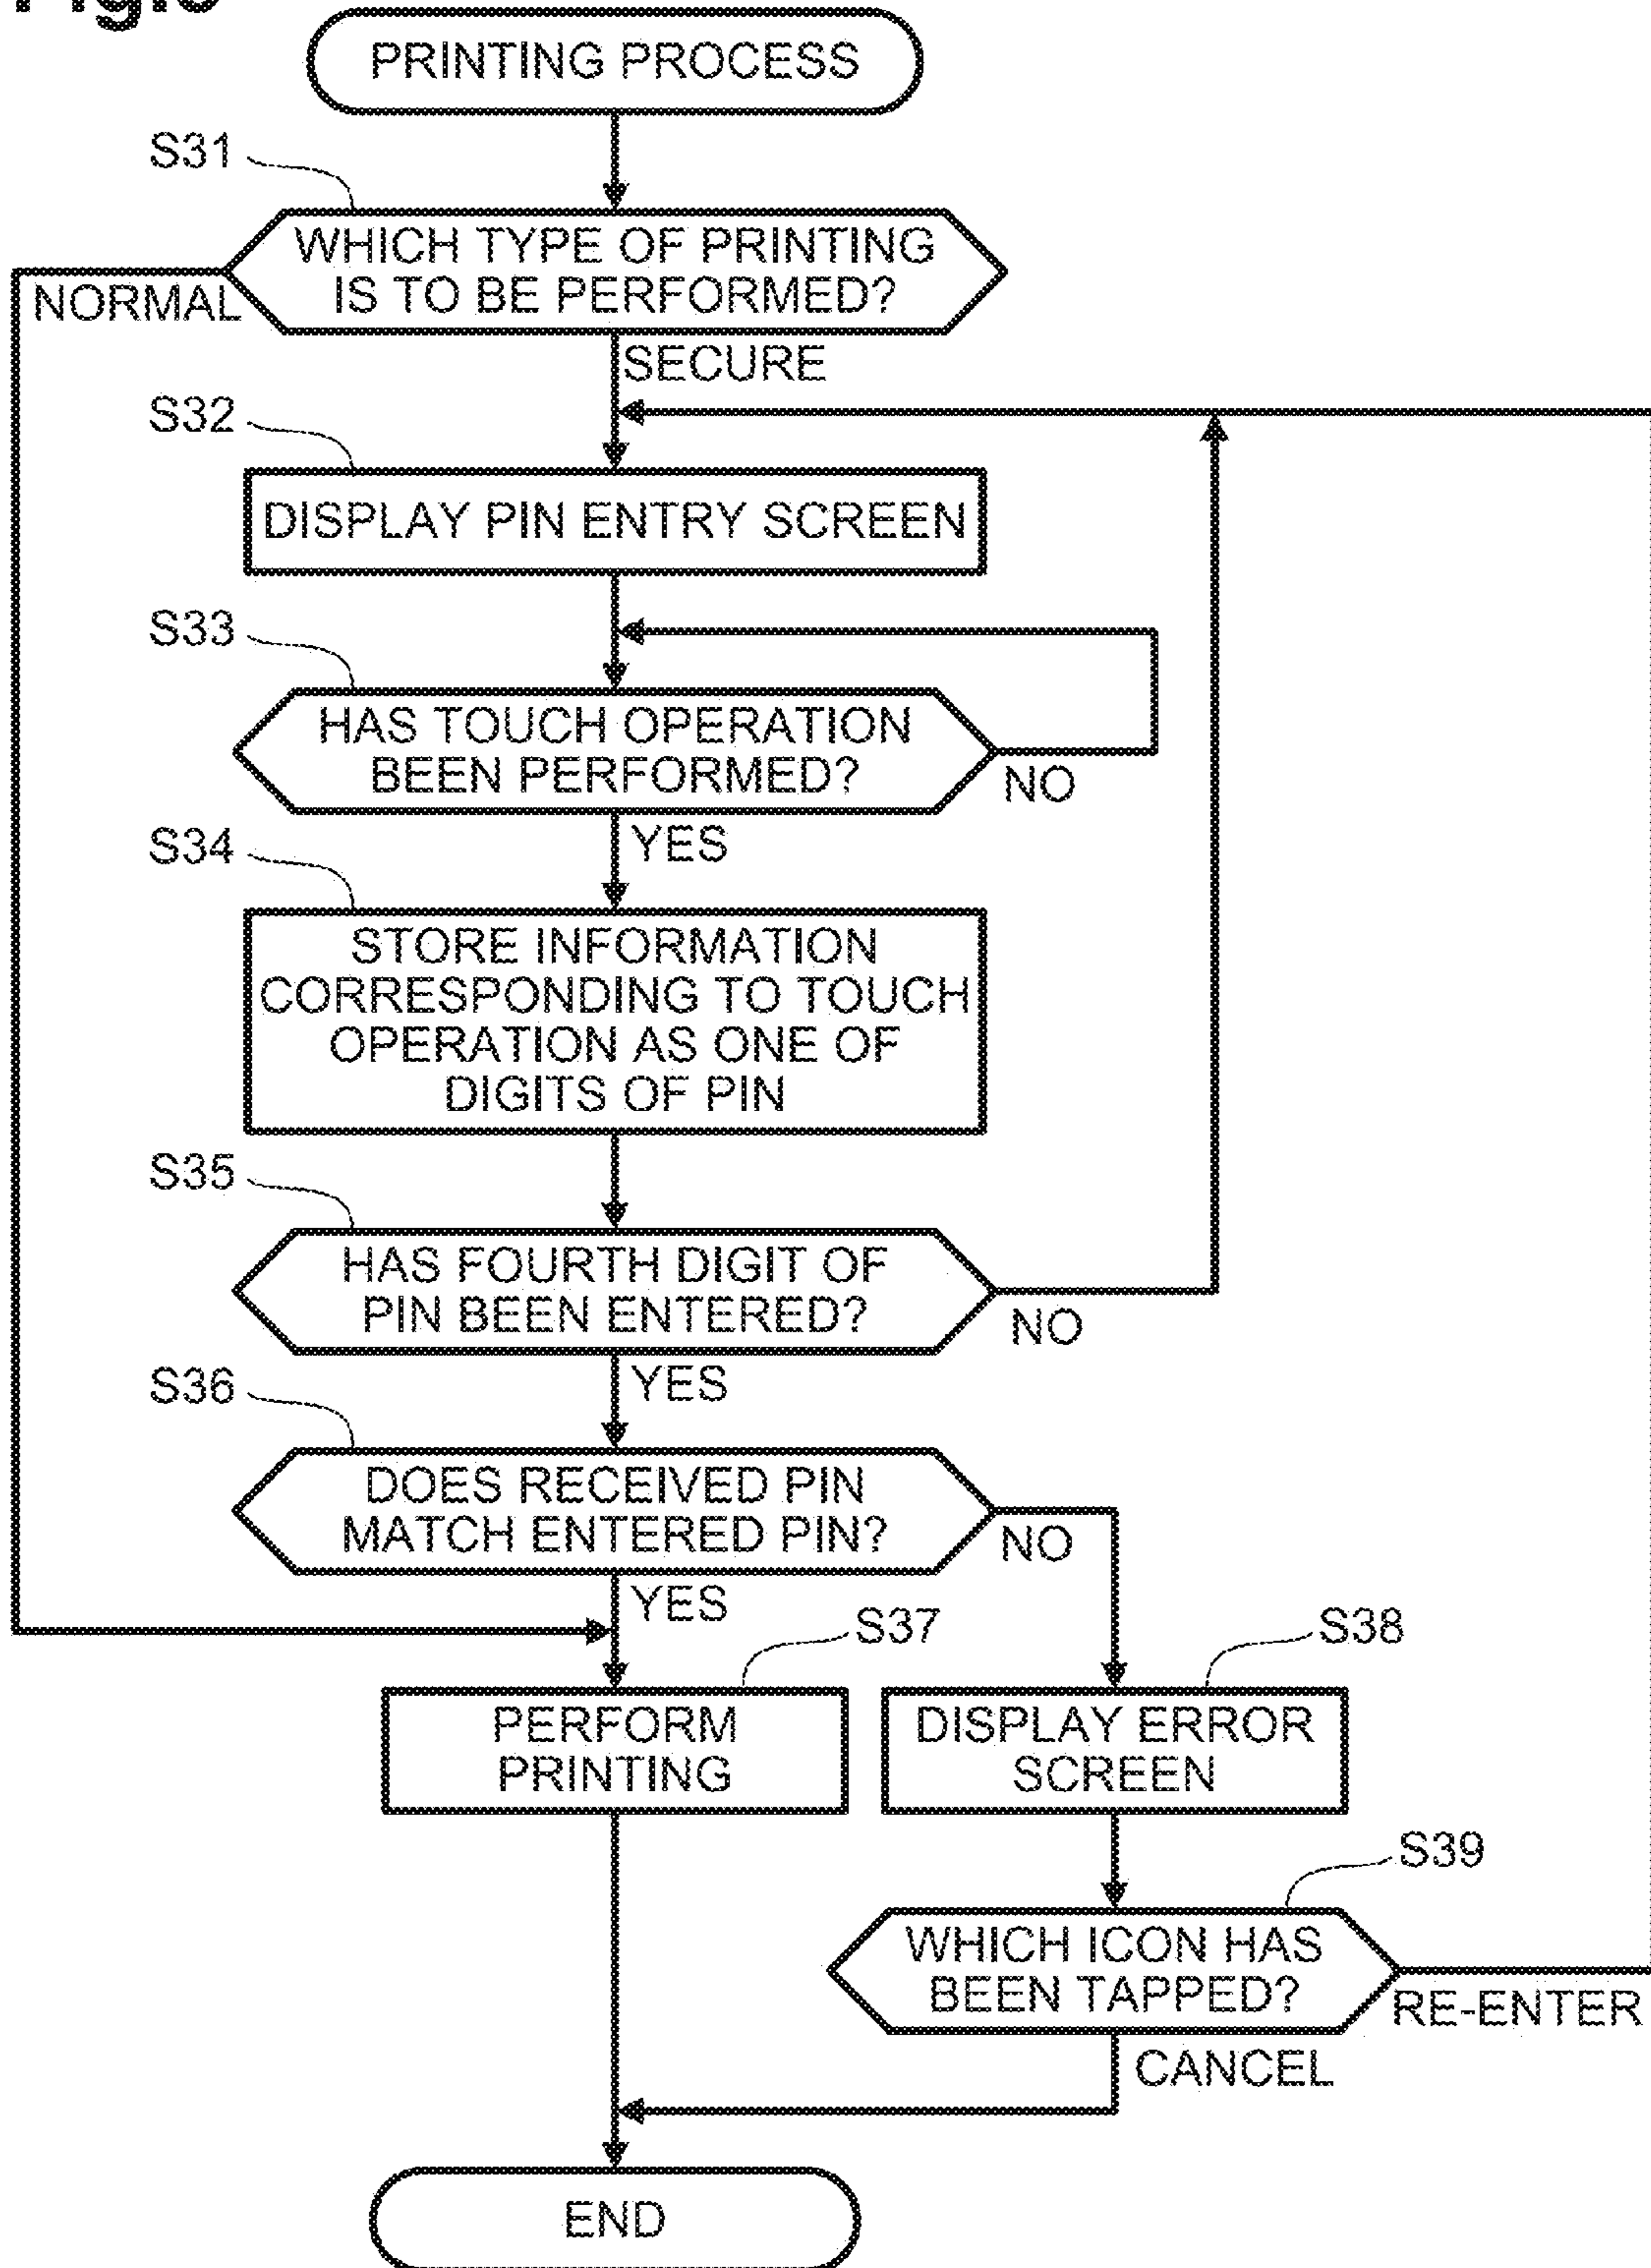 PRINTING PROCESS
S31
WHICH TYPE OF PRINTING
IS TO BE PERFORMED?
NORMAL
SECURE
S32
DISPLAY PIN ENTRY SCREEN
S33
HAS TOUCH OPERATION
BEEN PERFORMED?
NO
YES
S34
STORE INFORMATION
CORRESPONDING TO TOUCH
OPERATION AS ONE OF
DIGITS OF PIN
S35
HAS FOURTH DIGIT OF
PIN BEEN ENTERED?
NO
YES
S36
DOES RECEIVED PIN
MATCH ENTERED PIN?
NO
YES
S37
S38
PERFORM
PRINTING
DISPLAY ERROR
SCREEN
S39
WHICH ICON HAS
BEEN TAPPED?
RE-ENTER
CANCEL
END